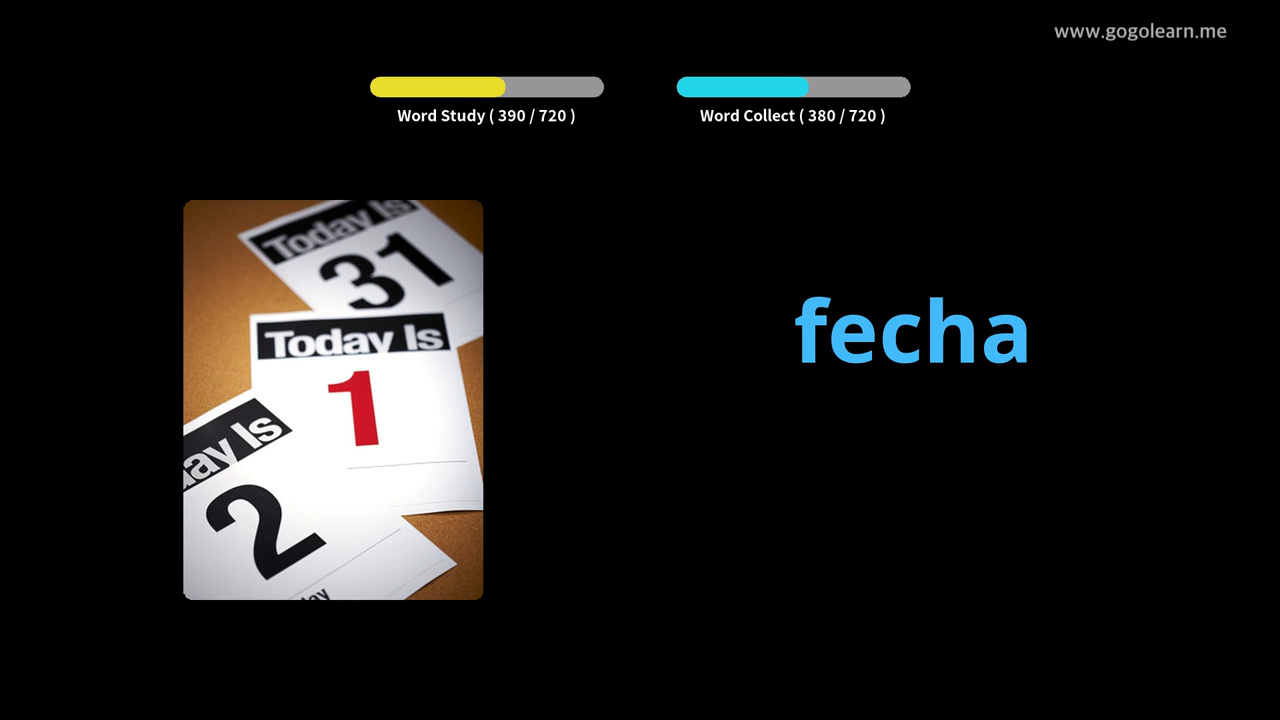 www.gogolearn.me
Word Study ( 390 / 720 )
Word Collect ( 380 / 720 )
Today Is
31
Today Is
1
fecha
ay Is
2